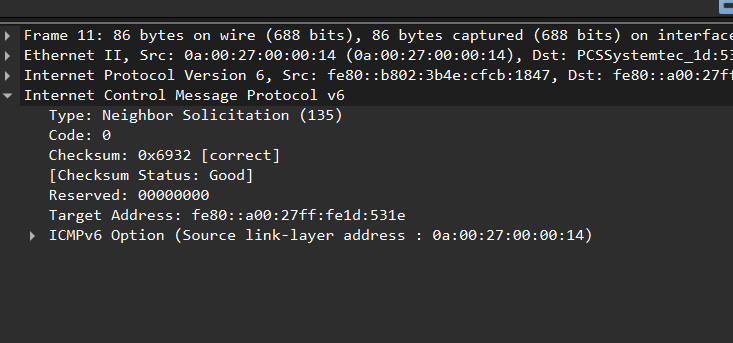 Frame 11: 86 bytes on wire (688 bits), 86 bytes captured (688 bits) on interface
Ethernet II, Src: 0a:00:27:00:00:14 (0a:00:27:00:00:14), Dst: PCSSystemtec_1d:53
Internet Protocol Version 6, Src: fe80::b802:3b4e:cfcb:1847, Dst: fe80::a00:27ff
Internet Control Message Protocol v6
Type: Neighbor Solicitation (135)
Code: 0
Checksum: 0x6932 [correct]
[Checksum Status: Good]
Reserved: 00000000
Target Address: fe80::a00:27ff:fe1d:531e
ICMPv6 Option (Source link-layer address : 0a:00:27:00:00:14)